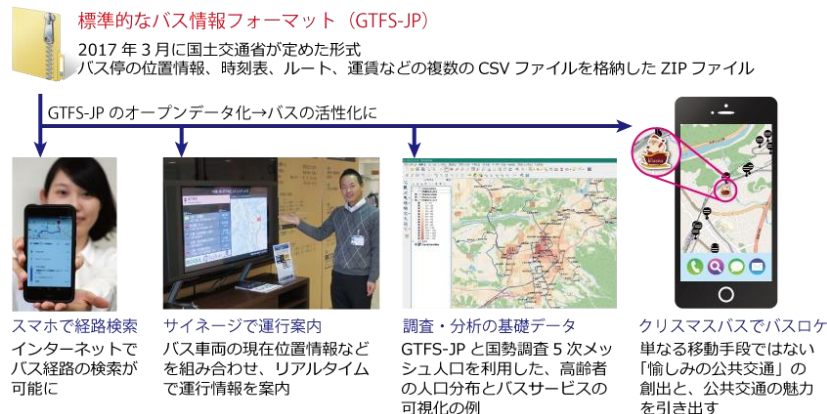 標準的なバス情報フォーマット（GTFS-JP）
2017 年 3 月に国土交通省が定めた形式
バス停の位置情報、時刻表、ルート、運賃などの複数の CSV ファイルを格納した ZIP ファイル
GTFS-JP のオープンデータ化→バスの活性化に
スマホで経路検索
インターネットで
バス経路の検索が
可能に
サイネージで運行案内
バス車両の現在位置情報など
を組み合わせ、リアルタイム
で運行情報を案内
調査・分析の基礎データ
GTFS-JP と国勢調査 5 次メッ
シュ人口を利用した、高齢者
の人口分布とバスサービスの
可視化の例
クリスマスバスでバスロケ
単なる移動手段ではない
「愉しみの公共交通」の
創出と、公共交通の魅力
を引き出す